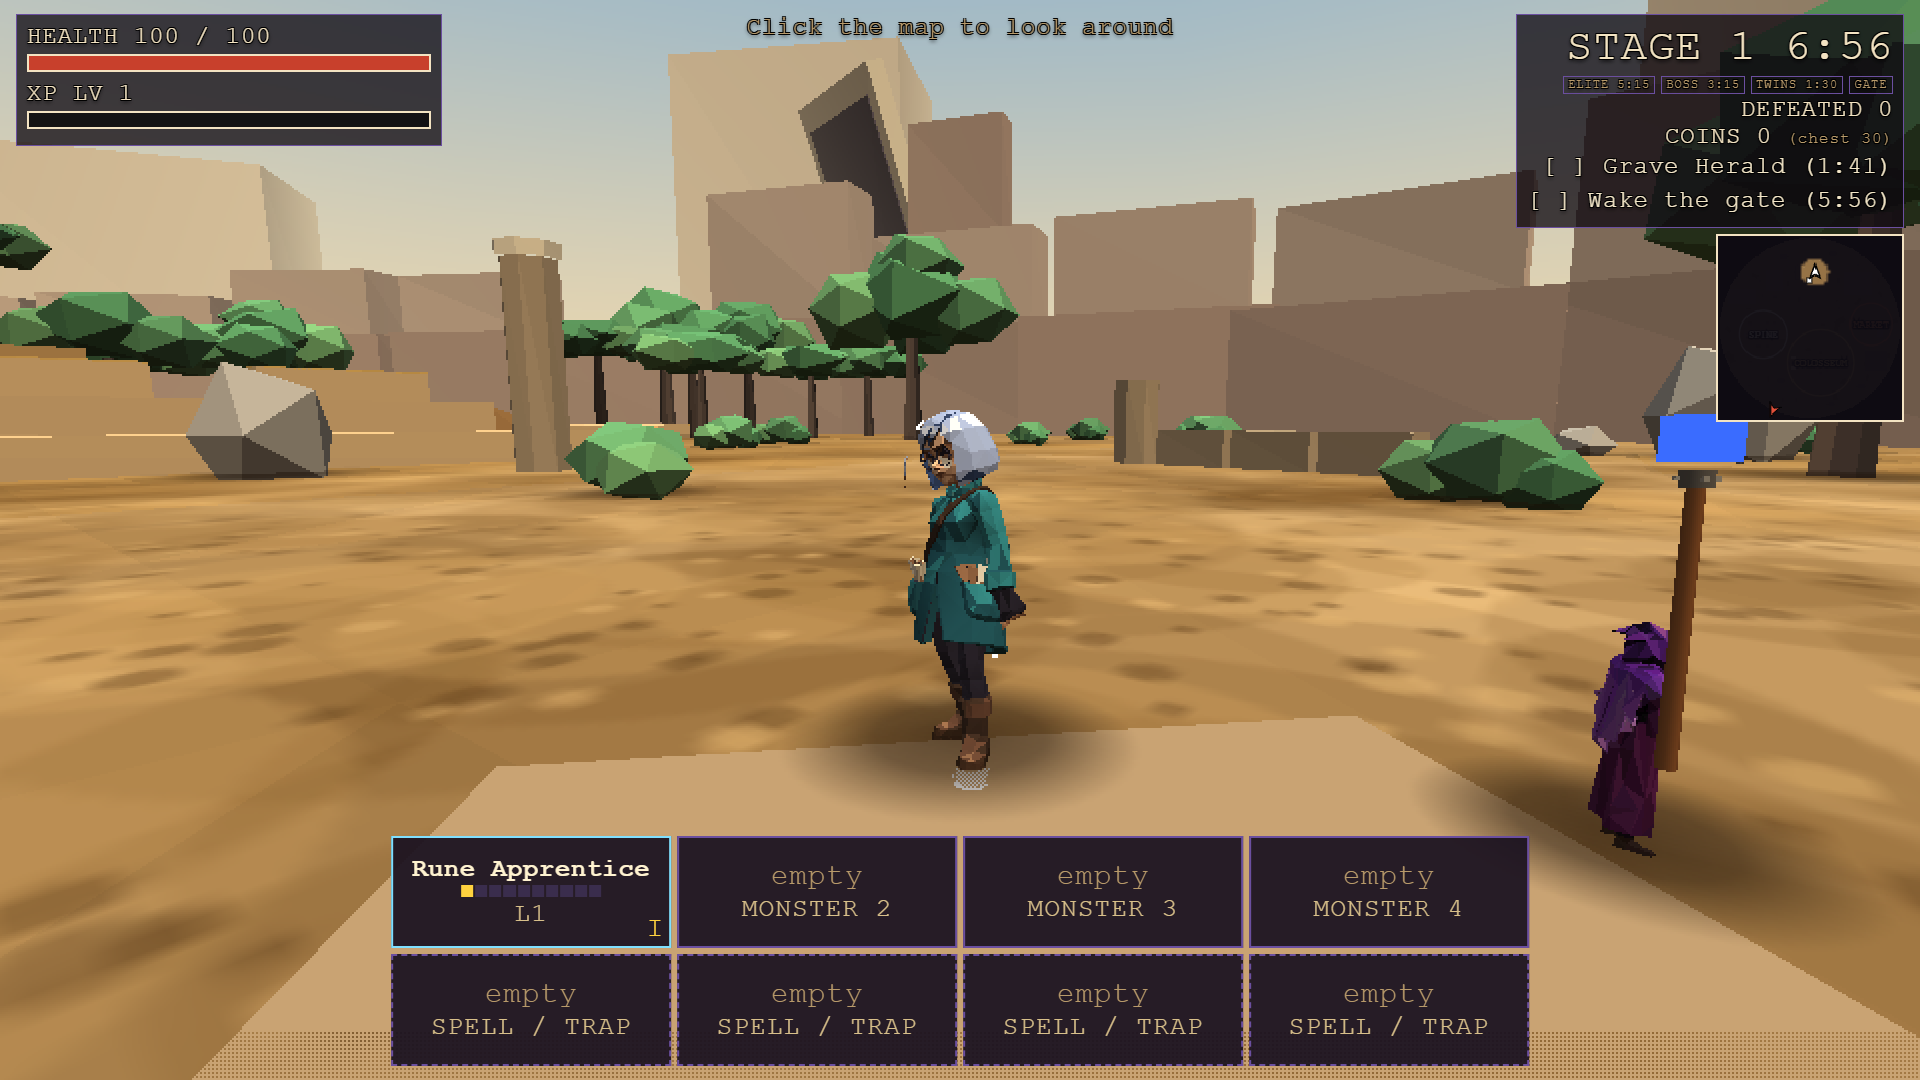 HEALTH 100 / 100
XP LV 1
Click the map to look around
STAGE 1 6:56
ELITE 5:15 BOSS 3:15 TWINS 1:30 GATE
DEFEATED 0
COINS 0 (chest 30)
[ ] Grave Herald (1:41)
[ ] Wake the gate (5:56)
Rune Apprentice
L1
I
empty
MONSTER 2
empty
MONSTER 3
empty
MONSTER 4
empty
SPELL / TRAP
empty
SPELL / TRAP
empty
SPELL / TRAP
empty
SPELL / TRAP